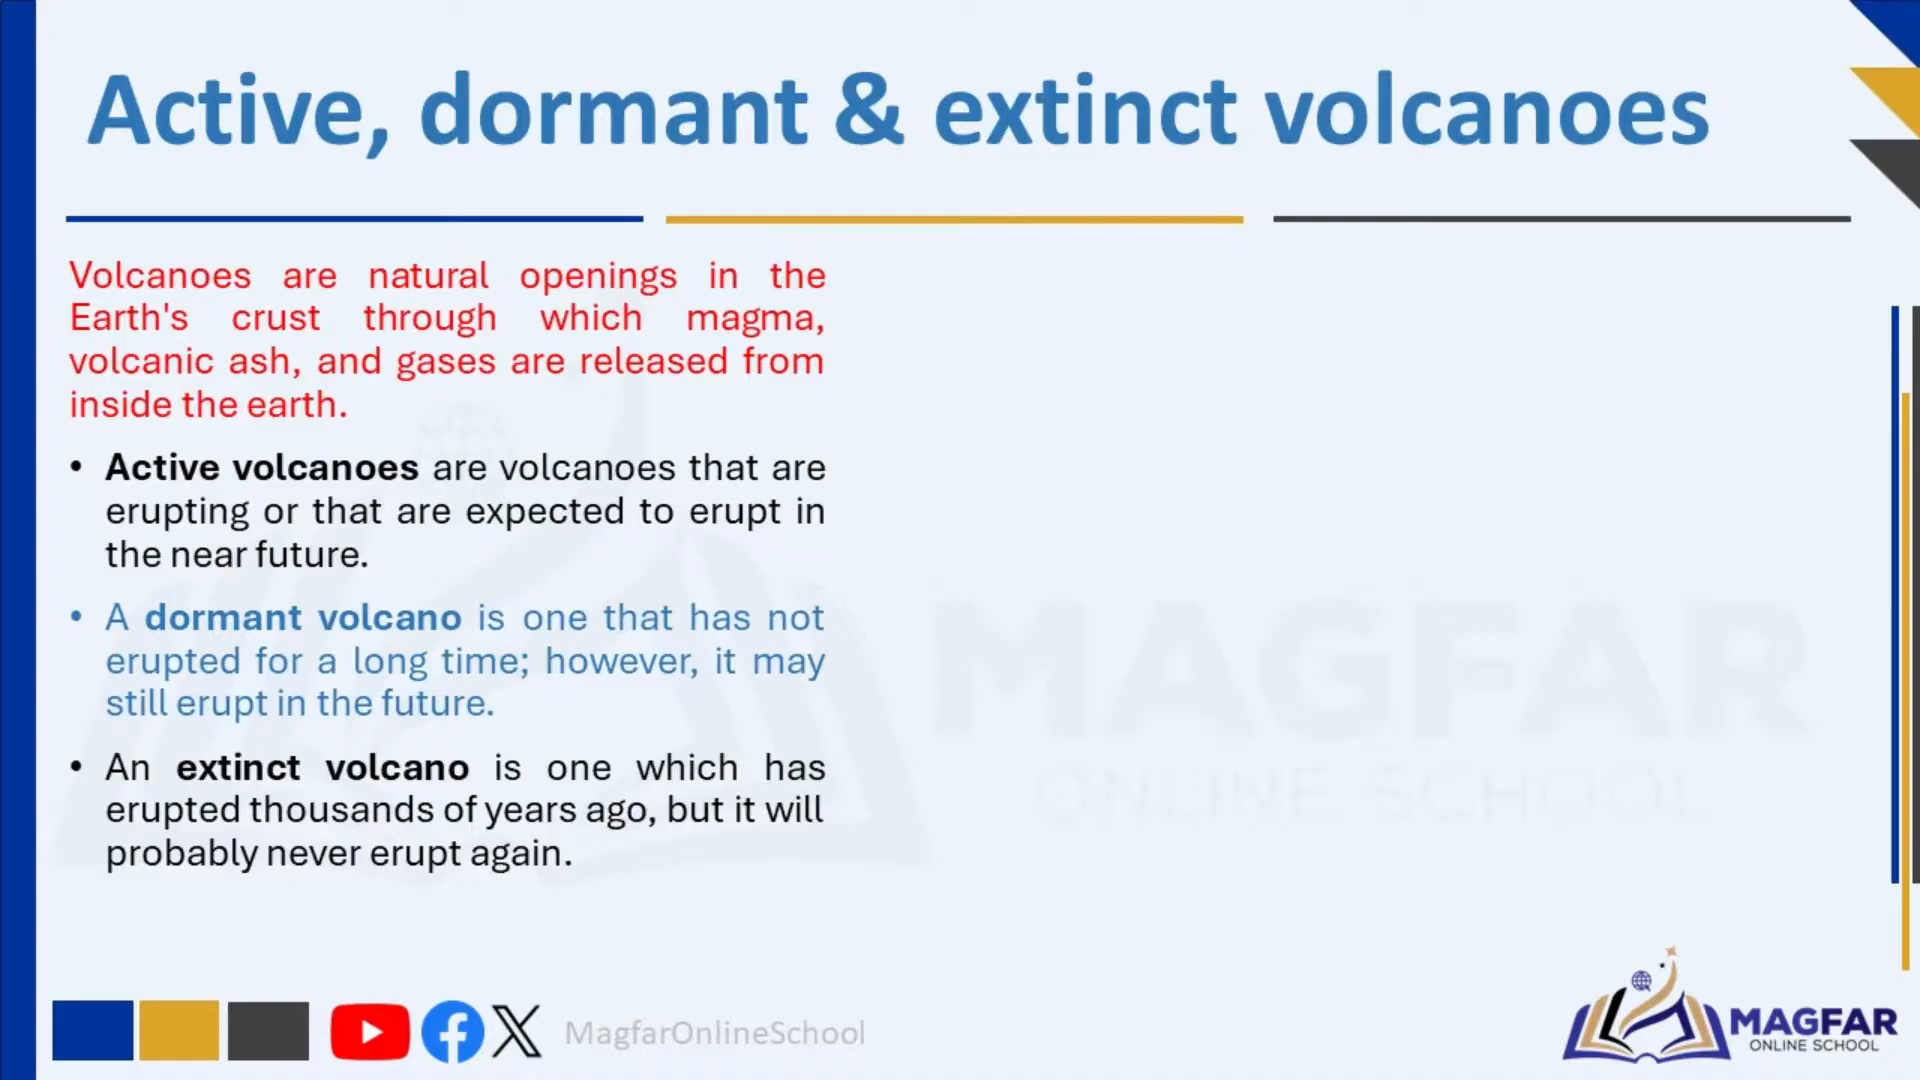 Active, dormant & extinct volcanoes
Volcanoes are natural openings in the
Earth's crust through which magma,
volcanic ash, and gases are released from
inside the earth.
• Active volcanoes are volcanoes that are
erupting or that are expected to erupt in
the near future.
• A dormant volcano is one that has not
erupted for a long time; however, it may
still erupt in the future.
• An extinct volcano is one which has
erupted thousands of years ago, but it will
probably never erupt again.
MAGFAR
ONLINE SCHOOL
MagfarOnlineSchool
MAGFAR
ONLINE SCHOOL